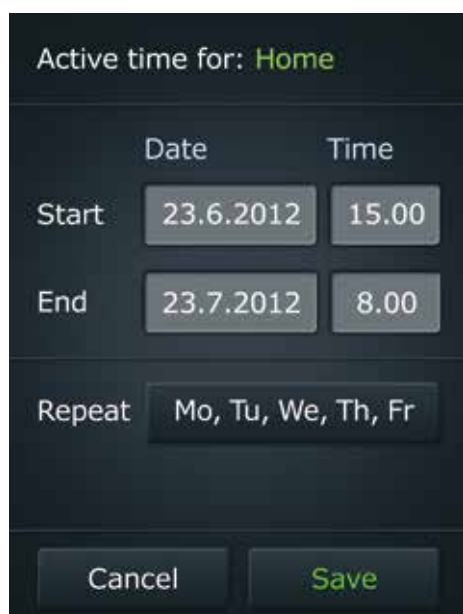 Active time for: Home
Date Time
Start 23.6.2012 15.00
End 23.7.2012 8.00
Repeat Mo, Tu, We, Th, Fr
Cancel Save